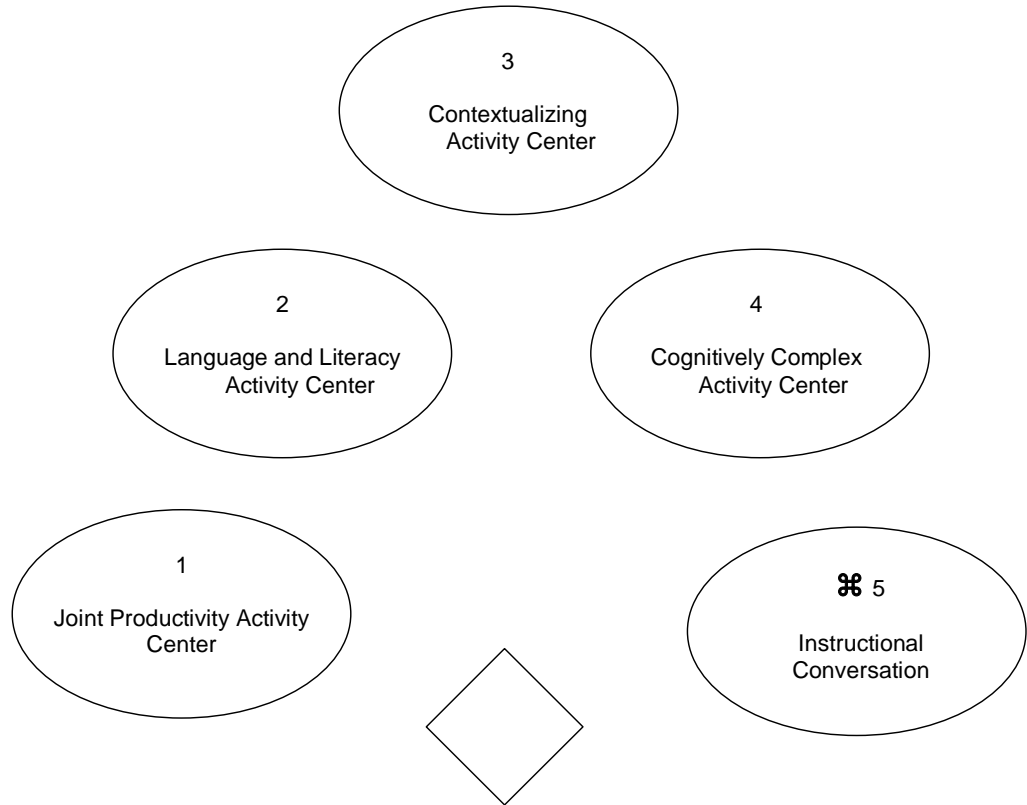 3
Contextualizing
Activity Center
2
Language and Literacy
Activity Center
4
Cognitively Complex
Activity Center
1
Joint Productivity Activity
Center
⌘ 5
Instructional
Conversation